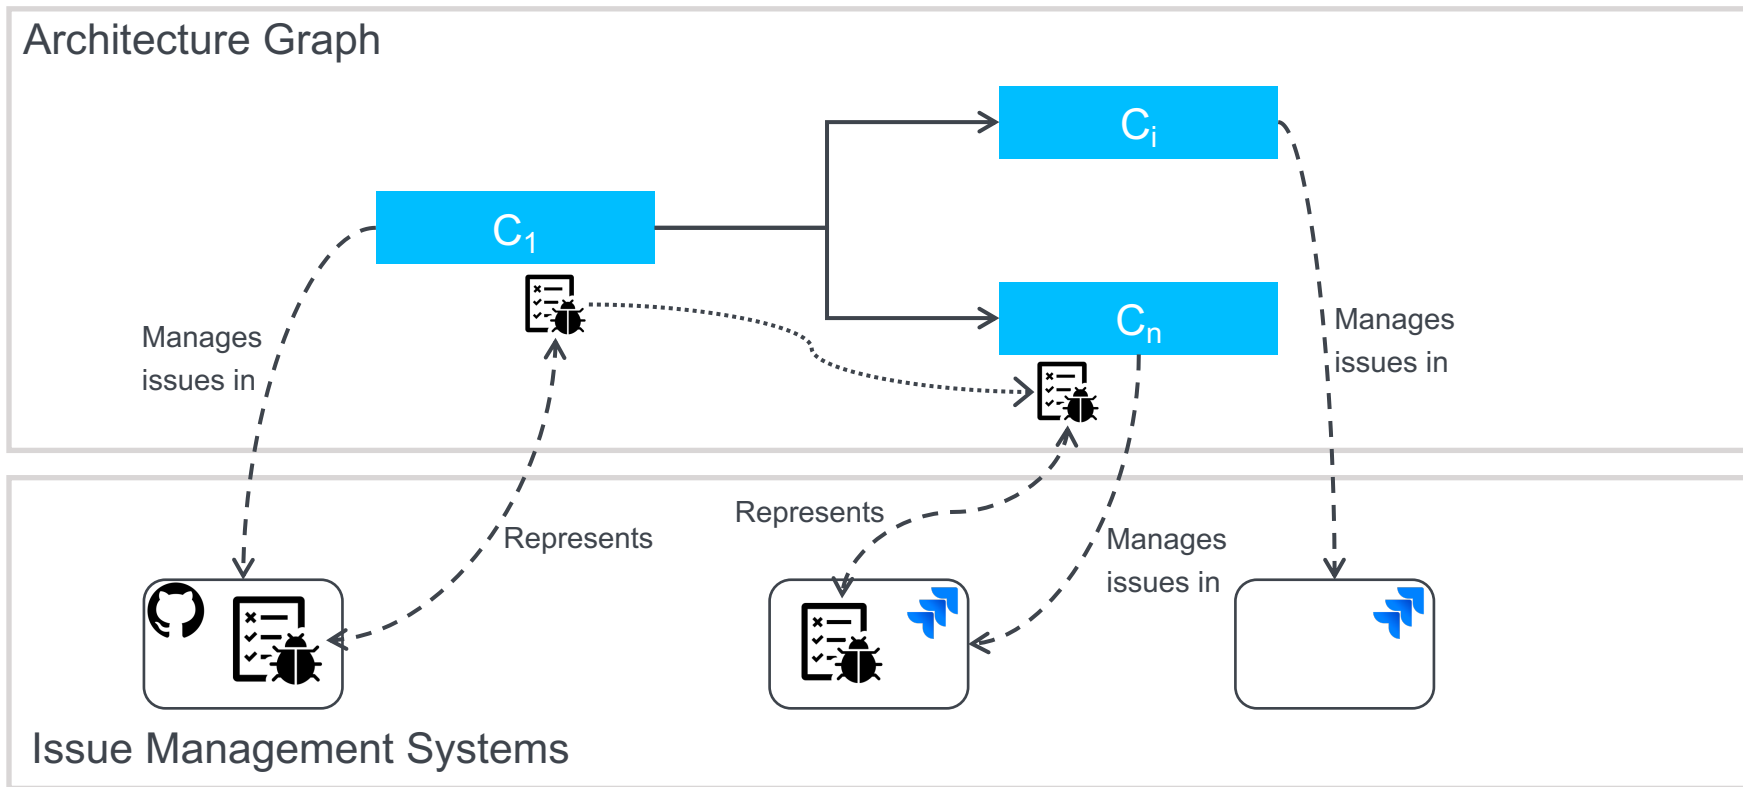 Architecture Graph
Cᵢ
C₁
Cₙ
Manages
issues in
Manages
issues in
Represents
Represents
Manages
issues in
Issue Management Systems